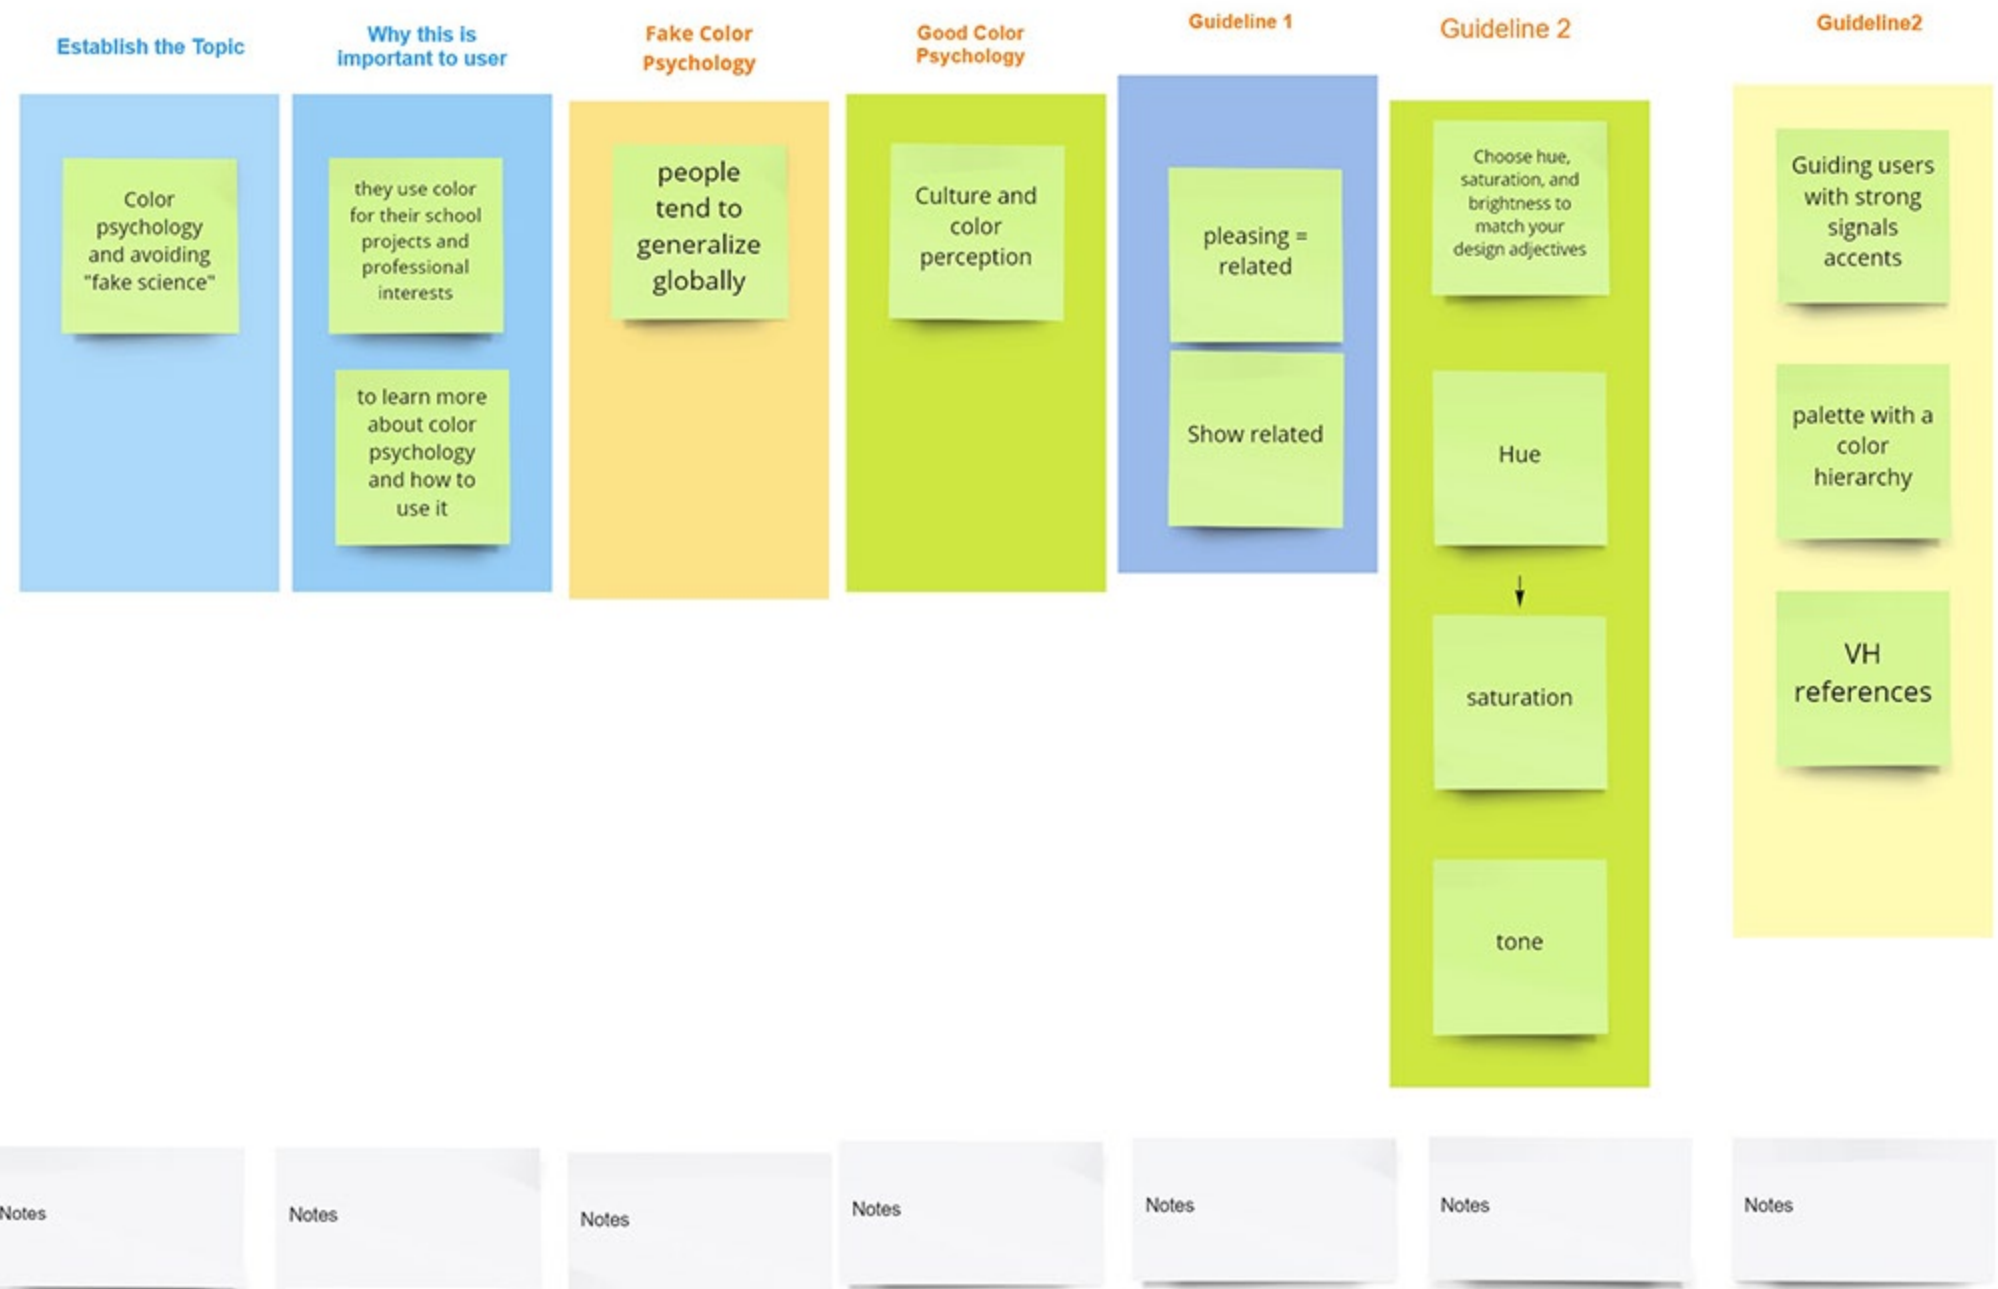 Establish the Topic
Color
psychology
and avoiding
"fake science"
Why this is
important to user
they use color
for their school
projects and
professional
interests
to learn more
about color
psychology
and how to
use it
Fake Color
Psychology
people
tend to
generalize
globally
Good Color
Psychology
Culture and
color
perception
Guideline 1
pleasing =
related
Show related
Guideline 2
Choose hue,
saturation, and
brightness to
match your
design adjectives
Hue
saturation
tone
Guideline2
Guiding users
with strong
signals
accents
palette with a
color
hierarchy
VH
references
Notes
Notes
Notes
Notes
Notes
Notes
Notes